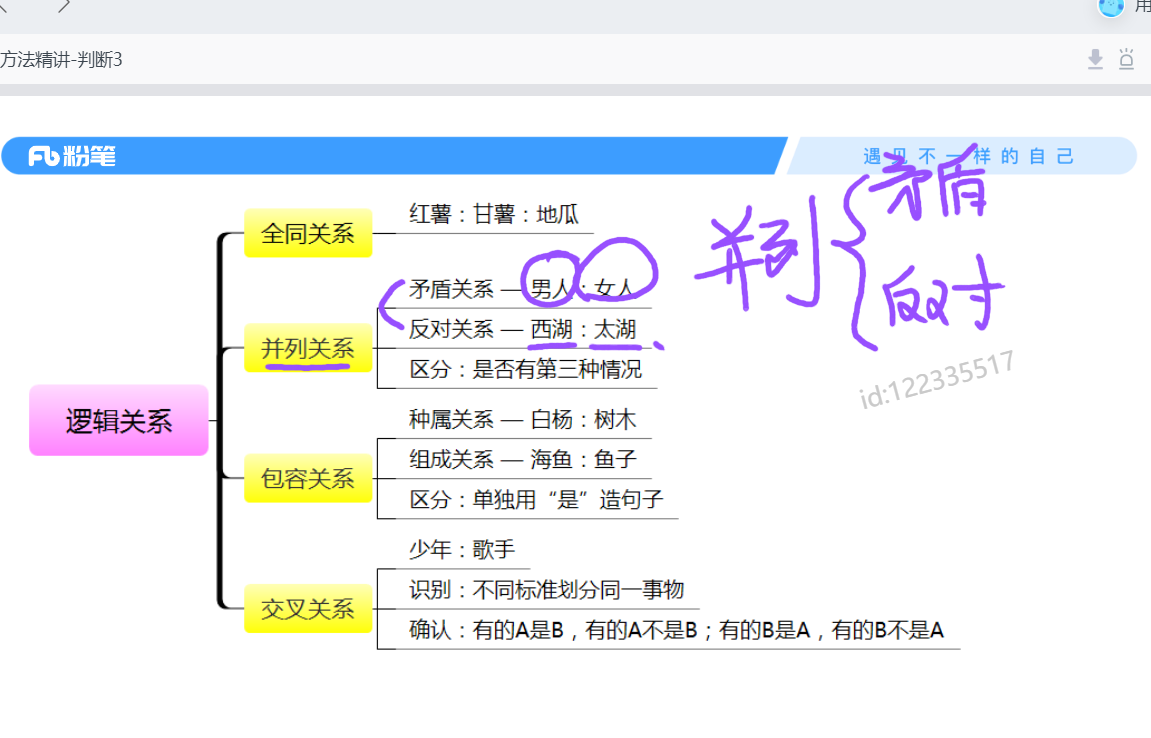 用
方法精讲-判断3
粉笔
遇见不一样的自己
红薯：甘薯：地瓜
全同关系
矛盾关系 — 男人：女人
反对关系 — 西湖：太湖
并列关系
区分：是否有第三种情况
并列
矛盾
反对
id:122335517
逻辑关系
种属关系 — 白杨：树木
组成关系 — 海鱼：鱼子
包容关系
区分：单独用“是”造句子
少年：歌手
识别：不同标准划分同一事物
交叉关系
确认：有的A是B，有的A不是B；有的B是A，有的B不是A